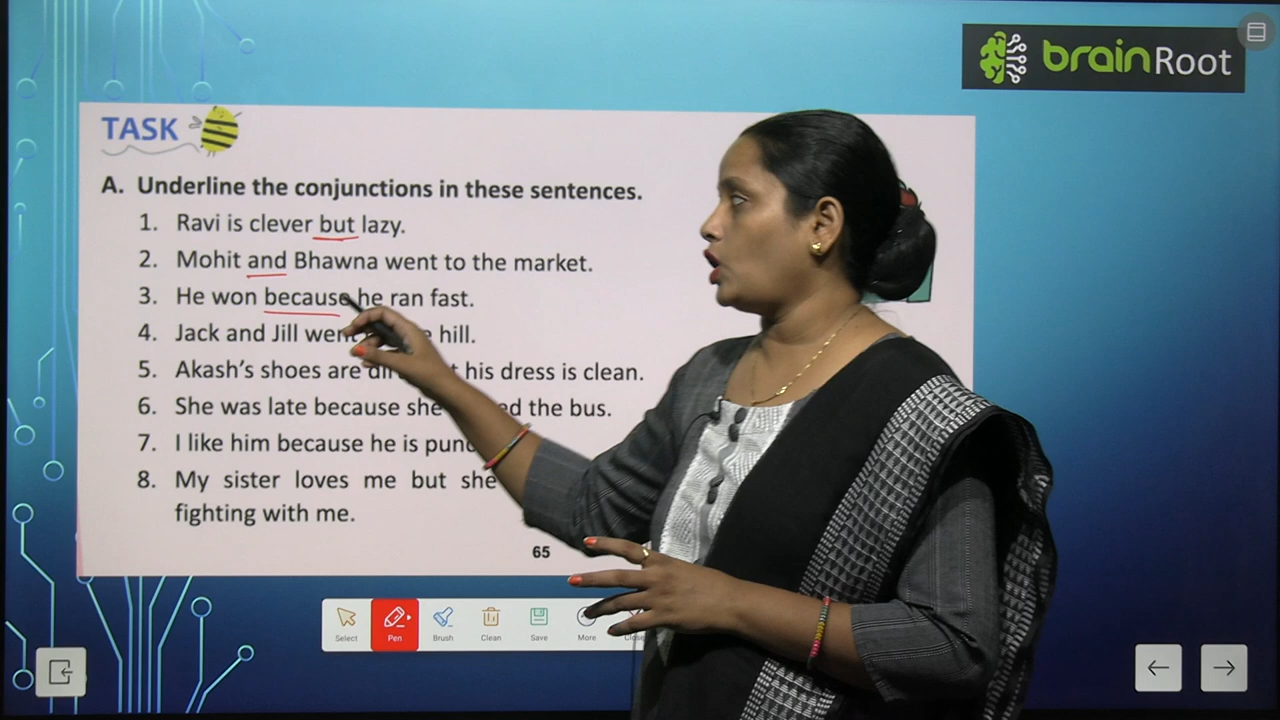 brainRoot
TASK
A. Underline the conjunctions in these sentences.
1. Ravi is clever but lazy.
2. Mohit and Bhawna went to the market.
3. He won because he ran fast.
4. Jack and Jill went hill.
5. Akash's shoes are his dress is clean.
6. She was late because she the bus.
7. I like him because he is
8. My sister loves me but she
fighting with me.
65
Select Pen Brush Clean Save More